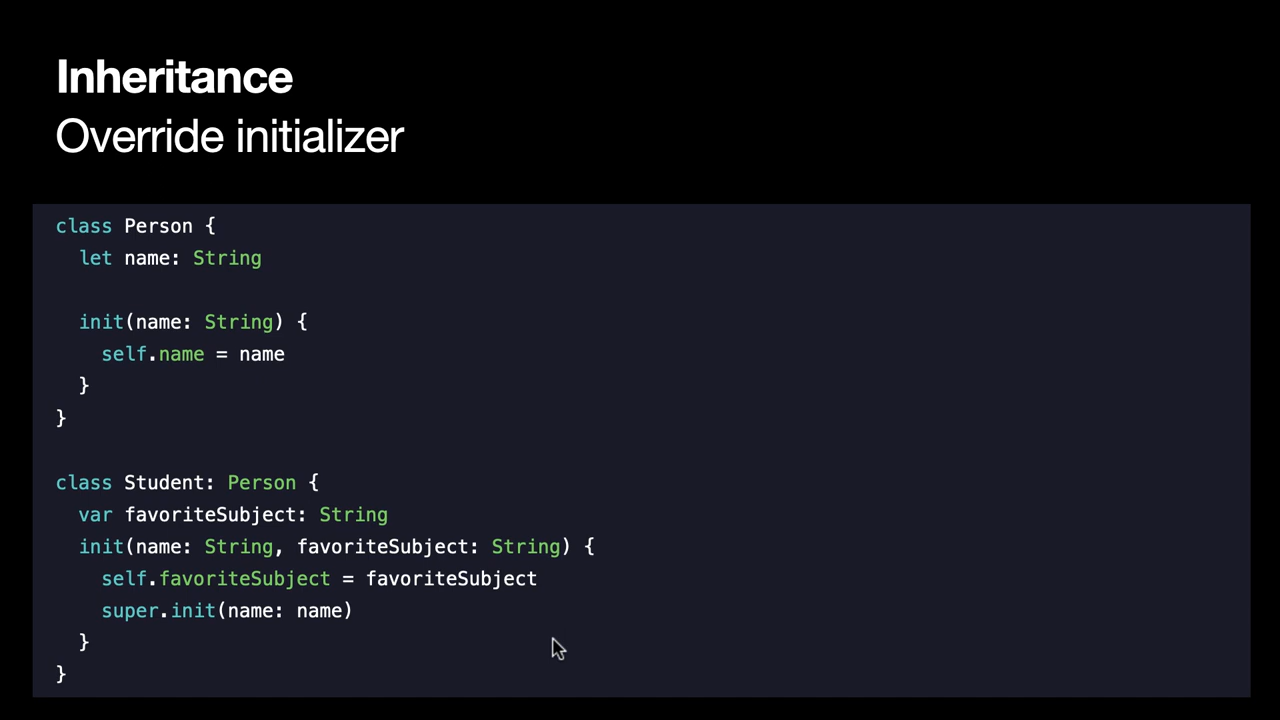 Inheritance
Override initializer
class Person {
  let name: String

  init(name: String) {
    self.name = name
  }
}

class Student: Person {
  var favoriteSubject: String
  init(name: String, favoriteSubject: String) {
    self.favoriteSubject = favoriteSubject
    super.init(name: name)
  }
}